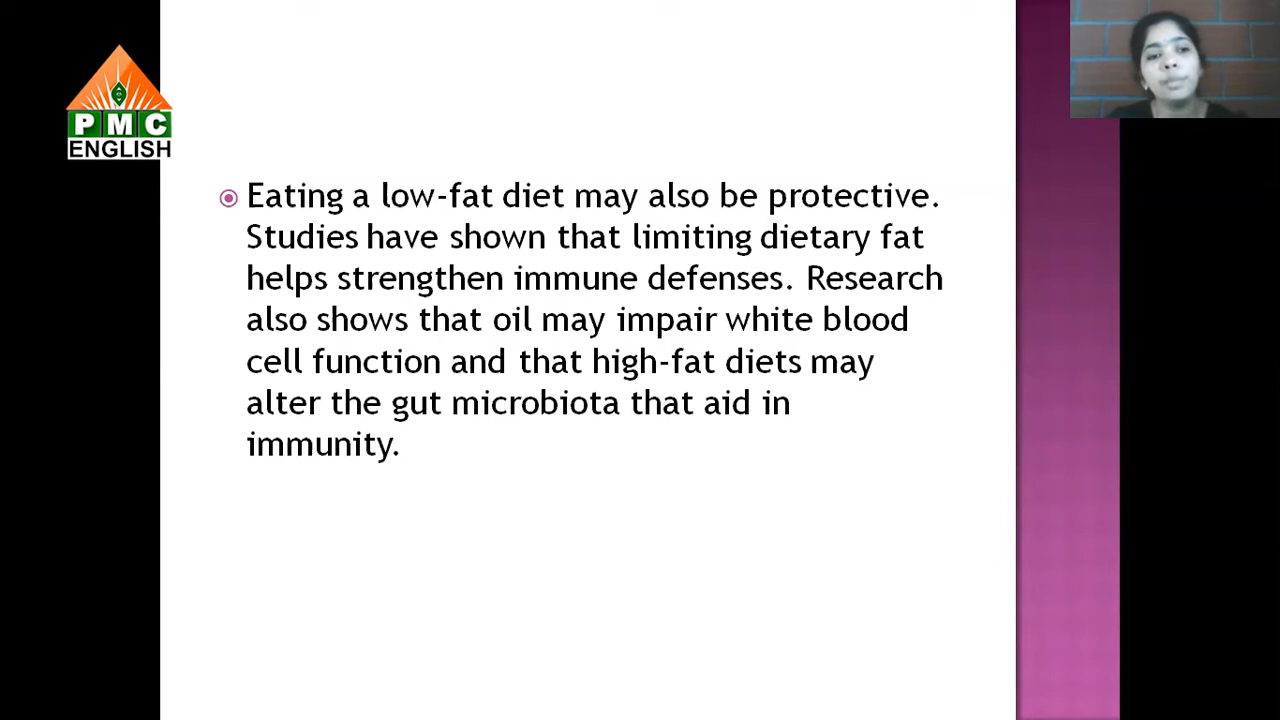 PMC
ENGLISH
Eating a low-fat diet may also be protective.
Studies have shown that limiting dietary fat
helps strengthen immune defenses. Research
also shows that oil may impair white blood
cell function and that high-fat diets may
alter the gut microbiota that aid in
immunity.